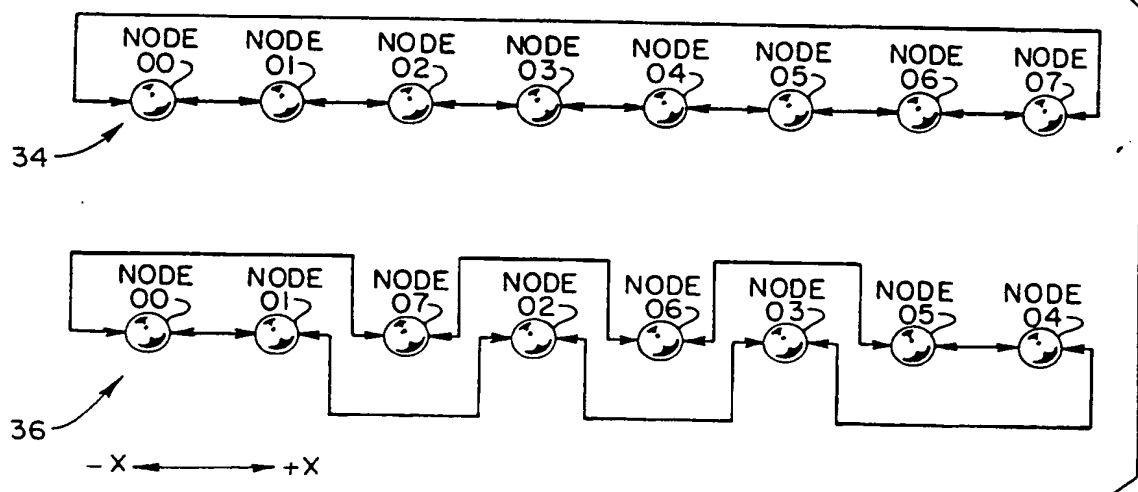 NODE NODE NODE NODE NODE NODE NODE NODE
00 01 02 03 04 05 06 07
34
NODE NODE NODE NODE NODE NODE NODE NODE
00 01 07 02 06 03 05 04
36
-X +X